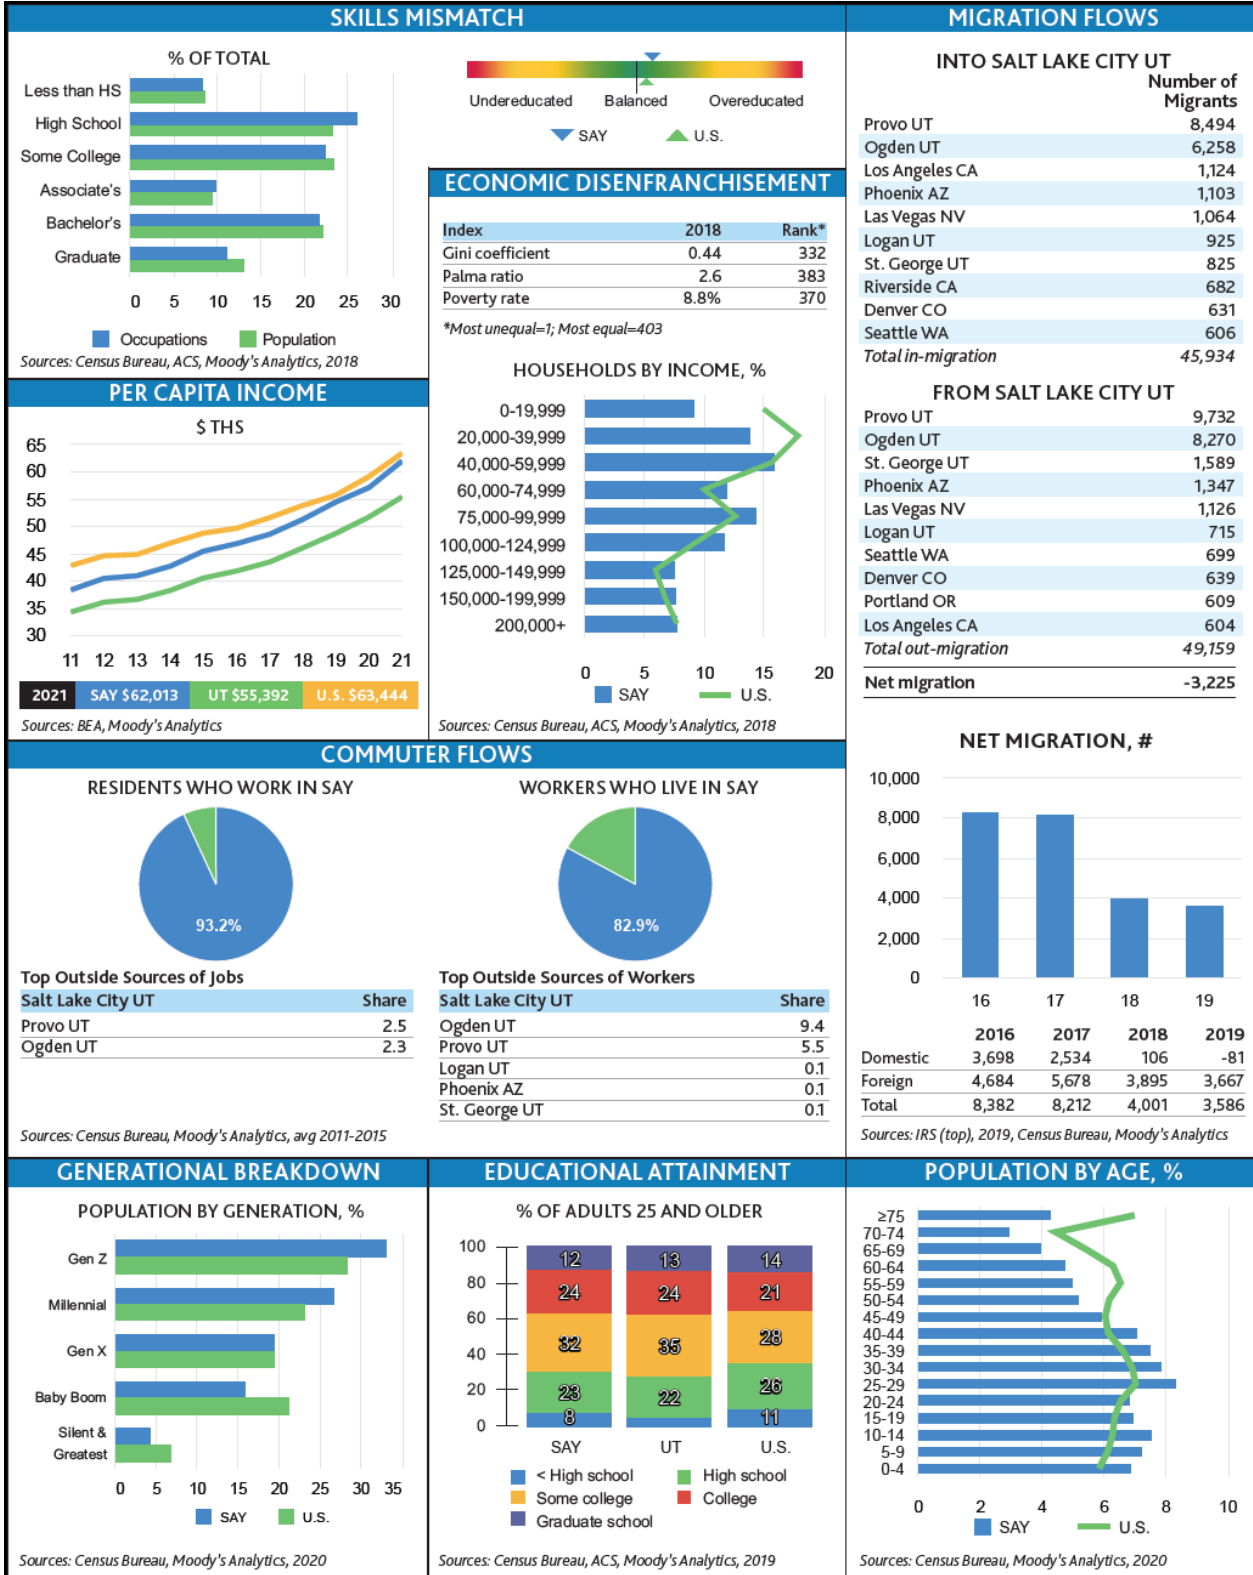 SKILLS MISMATCH
% OF TOTAL
Less than HS
High School
Some College
Associate's
Bachelor's
Graduate
0 5 10 15 20 25 30
Occupations Population
Sources: Census Bureau, ACS, Moody's Analytics, 2018
Undereducated Balanced Overeducated
SAY U.S.
ECONOMIC DISENFRANCHISEMENT
Index 2018 Rank*
Gini coefficient 0.44 332
Palma ratio 2.6 383
Poverty rate 8.8% 370
*Most unequal=1; Most equal=403
HOUSEHOLDS BY INCOME, %
0-19,999
20,000-39,999
40,000-59,999
60,000-74,999
75,000-99,999
100,000-124,999
125,000-149,999
150,000-199,999
200,000+
0 5 10 15 20
SAY U.S.
Sources: Census Bureau, ACS, Moody's Analytics, 2018
PER CAPITA INCOME
$ THS
65
60
55
50
45
40
35
30
11 12 13 14 15 16 17 18 19 20 21
2021 SAY $62,013 UT $55,392 U.S. $63,444
Sources: BEA, Moody's Analytics
MIGRATION FLOWS
INTO SALT LAKE CITY UT
Number of
Migrants
Provo UT 8,494
Ogden UT 6,258
Los Angeles CA 1,124
Phoenix AZ 1,103
Las Vegas NV 1,064
Logan UT 925
St. George UT 825
Riverside CA 682
Denver CO 631
Seattle WA 606
Total in-migration 45,934
FROM SALT LAKE CITY UT
Provo UT 9,732
Ogden UT 8,270
St. George UT 1,589
Phoenix AZ 1,347
Las Vegas NV 1,126
Logan UT 715
Seattle WA 699
Denver CO 639
Portland OR 609
Los Angeles CA 604
Total out-migration 49,159
Net migration -3,225
NET MIGRATION, #
10,000
8,000
6,000
4,000
2,000
0
16 17 18 19
2016 2017 2018 2019
Domestic 3,698 2,534 106 -81
Foreign 4,684 5,678 3,895 3,667
Total 8,382 8,212 4,001 3,586
Sources: IRS (top), 2019, Census Bureau, Moody's Analytics
COMMUTER FLOWS
RESIDENTS WHO WORK IN SAY
93.2%
Top Outside Sources of Jobs
Salt Lake City UT Share
Provo UT 2.5
Ogden UT 2.3
Sources: Census Bureau, Moody's Analytics, avg 2011-2015
WORKERS WHO LIVE IN SAY
82.9%
Top Outside Sources of Workers
Salt Lake City UT Share
Ogden UT 9.4
Provo UT 5.5
Logan UT 0.1
Phoenix AZ 0.1
St. George UT 0.1
GENERATIONAL BREAKDOWN
POPULATION BY GENERATION, %
Gen Z
Millennial
Gen X
Baby Boom
Silent &
Greatest
0 5 10 15 20 25 30 35
SAY U.S.
Sources: Census Bureau, Moody's Analytics, 2020
EDUCATIONAL ATTAINMENT
% OF ADULTS 25 AND OLDER
100
80
60
40
20
0
12 13 14
24 24 21
32 35 28
23 22 26
8 11
SAY UT U.S.
< High school High school
Some college College
Graduate school
Sources: Census Bureau, ACS, Moody's Analytics, 2019
POPULATION BY AGE, %
≥75
70-74
65-69
60-64
55-59
50-54
45-49
40-44
35-39
30-34
25-29
20-24
15-19
10-14
5-9
0-4
0 2 4 6 8 10
SAY U.S.
Sources: Census Bureau, Moody's Analytics, 2020